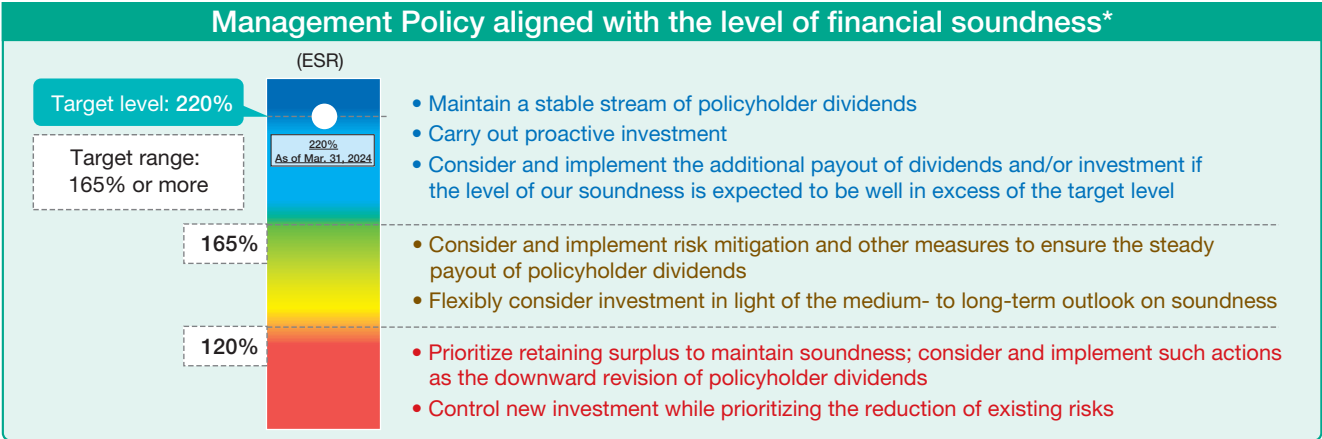 Management Policy aligned with the level of financial soundness*
(ESR)
Target level: 220%
220%
As of Mar. 31, 2024
Target range:
165% or more
• Maintain a stable stream of policyholder dividends
• Carry out proactive investment
• Consider and implement the additional payout of dividends and/or investment if
the level of our soundness is expected to be well in excess of the target level
165%
• Consider and implement risk mitigation and other measures to ensure the steady
payout of policyholder dividends
• Flexibly consider investment in light of the medium- to long-term outlook on soundness
120%
• Prioritize retaining surplus to maintain soundness; consider and implement such actions
as the downward revision of policyholder dividends
• Control new investment while prioritizing the reduction of existing risks